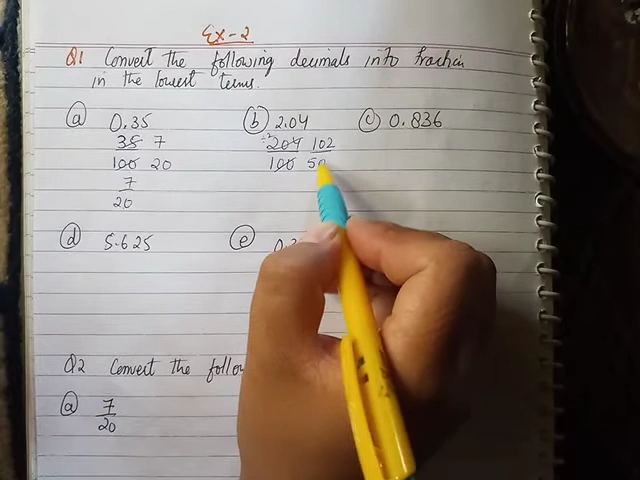 Ex-2
Q1 Convert the following decimals into fraction
in the lowest terms.
(a) 0.35 (b) 2.04 (c) 0.836
35 7 ÷2 204 102
100 20 100 50
7
20
(d) 5.625 (e)
Q2 Convert the
(a) 7
20